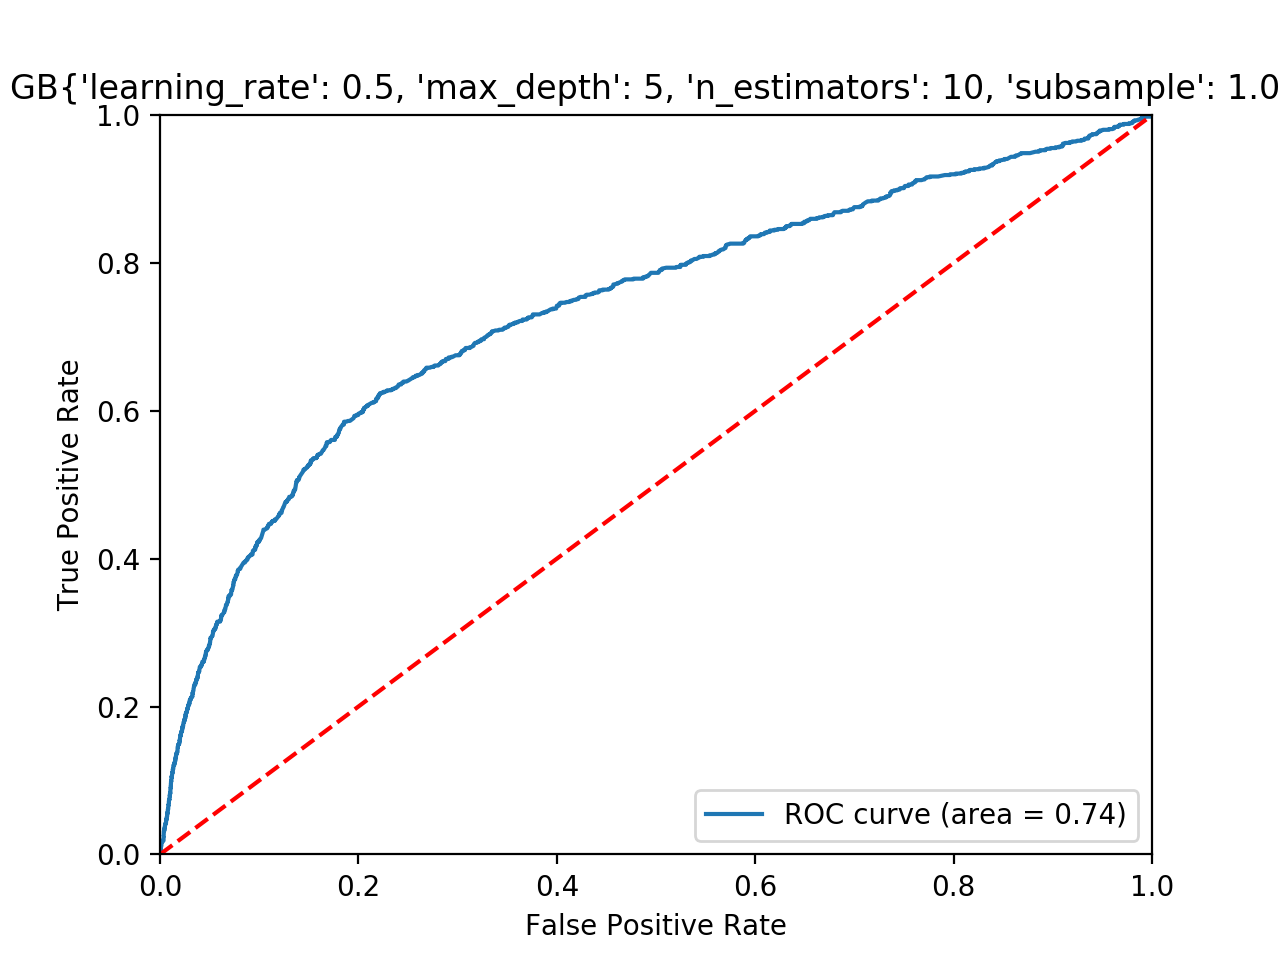 GB{'learning_rate': 0.5, 'max_depth': 5, 'n_estimators': 10, 'subsample': 1.0
1.0
0.8
0.6
0.4
0.2
0.0
True Positive Rate
ROC curve (area = 0.74)
0.0 0.2 0.4 0.6 0.8 1.0
False Positive Rate